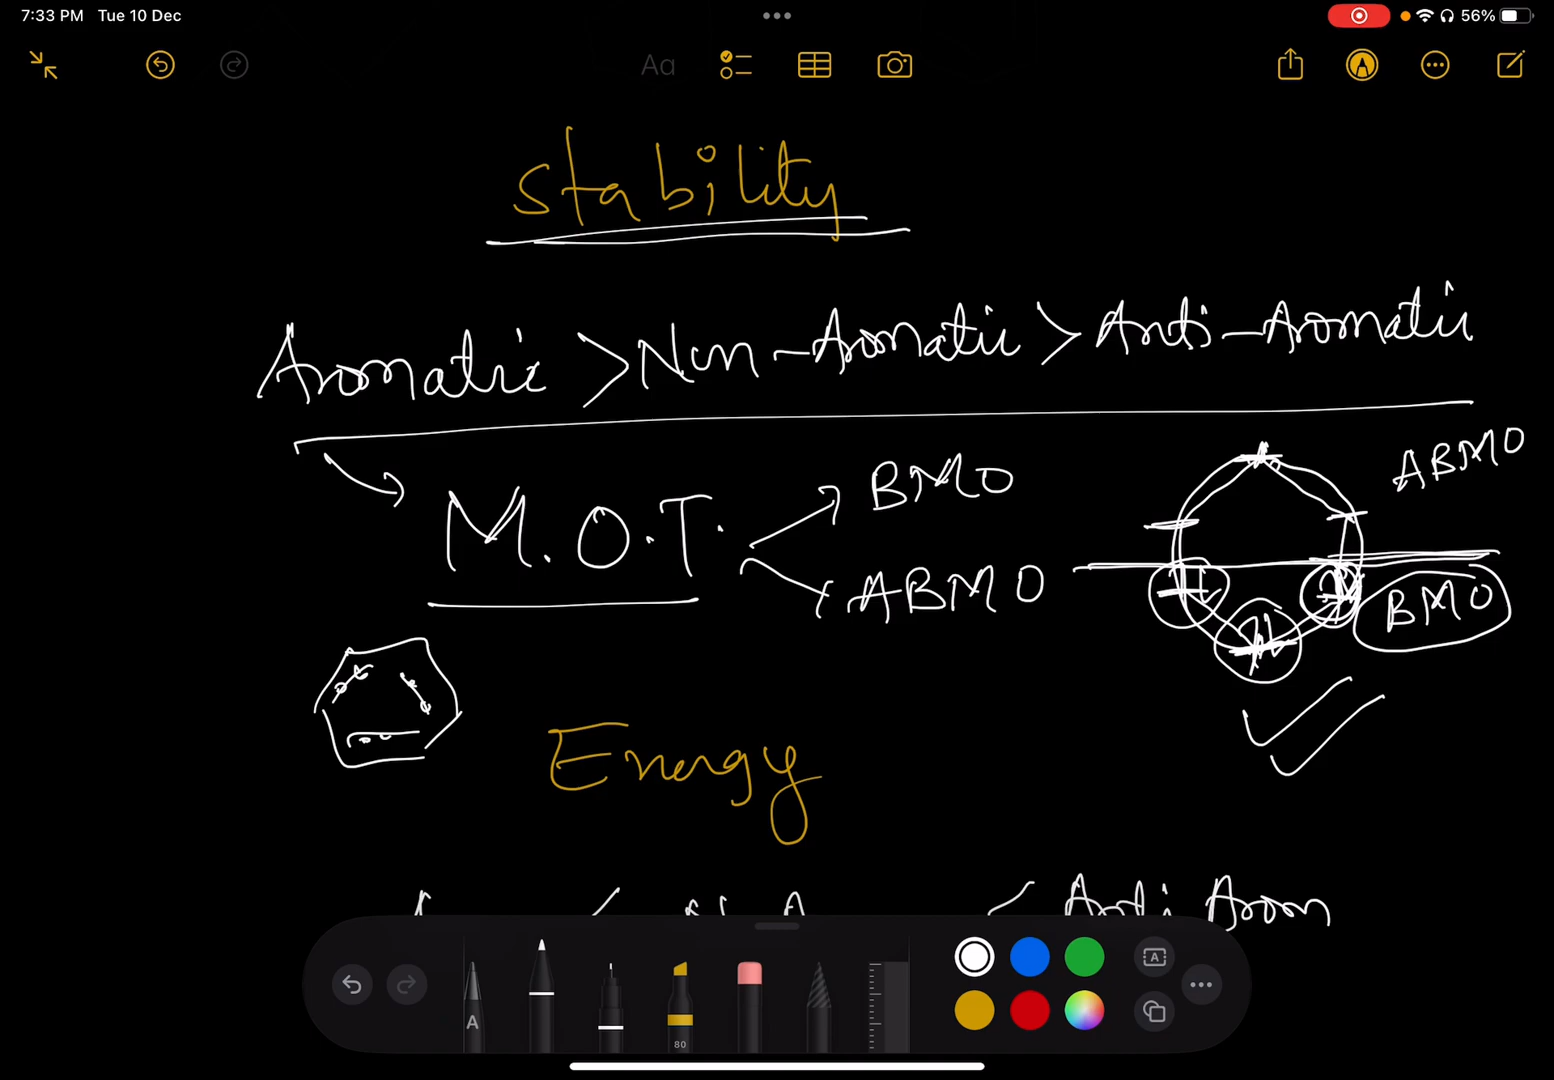 7:33 PM Tue 10 Dec 56%
Aa
Stability
Aromatic > Non-Aromatic > Anti-Aromatic
ABMO
BMO
M.O.T.
ABMO
BMO
Energy
< < Anti Arom
A
80
A